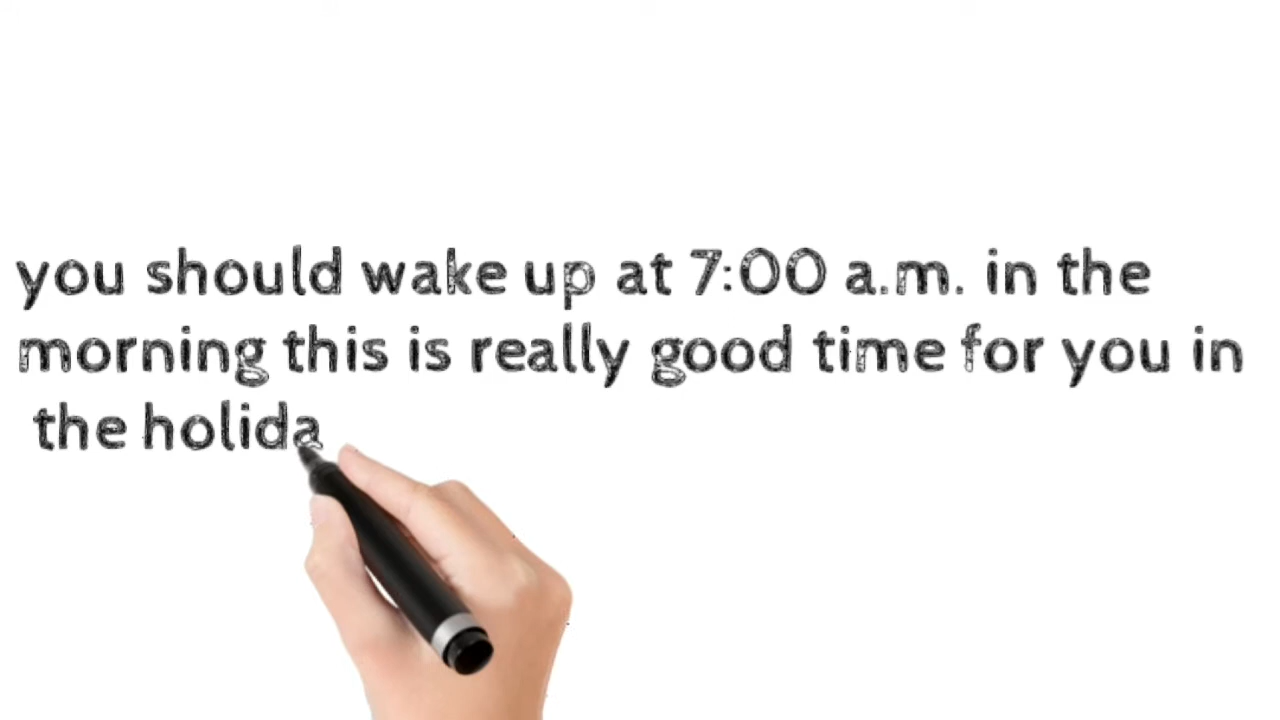 you should wake up at 7:00 a.m. in the
morning this is really good time for you in
the holida